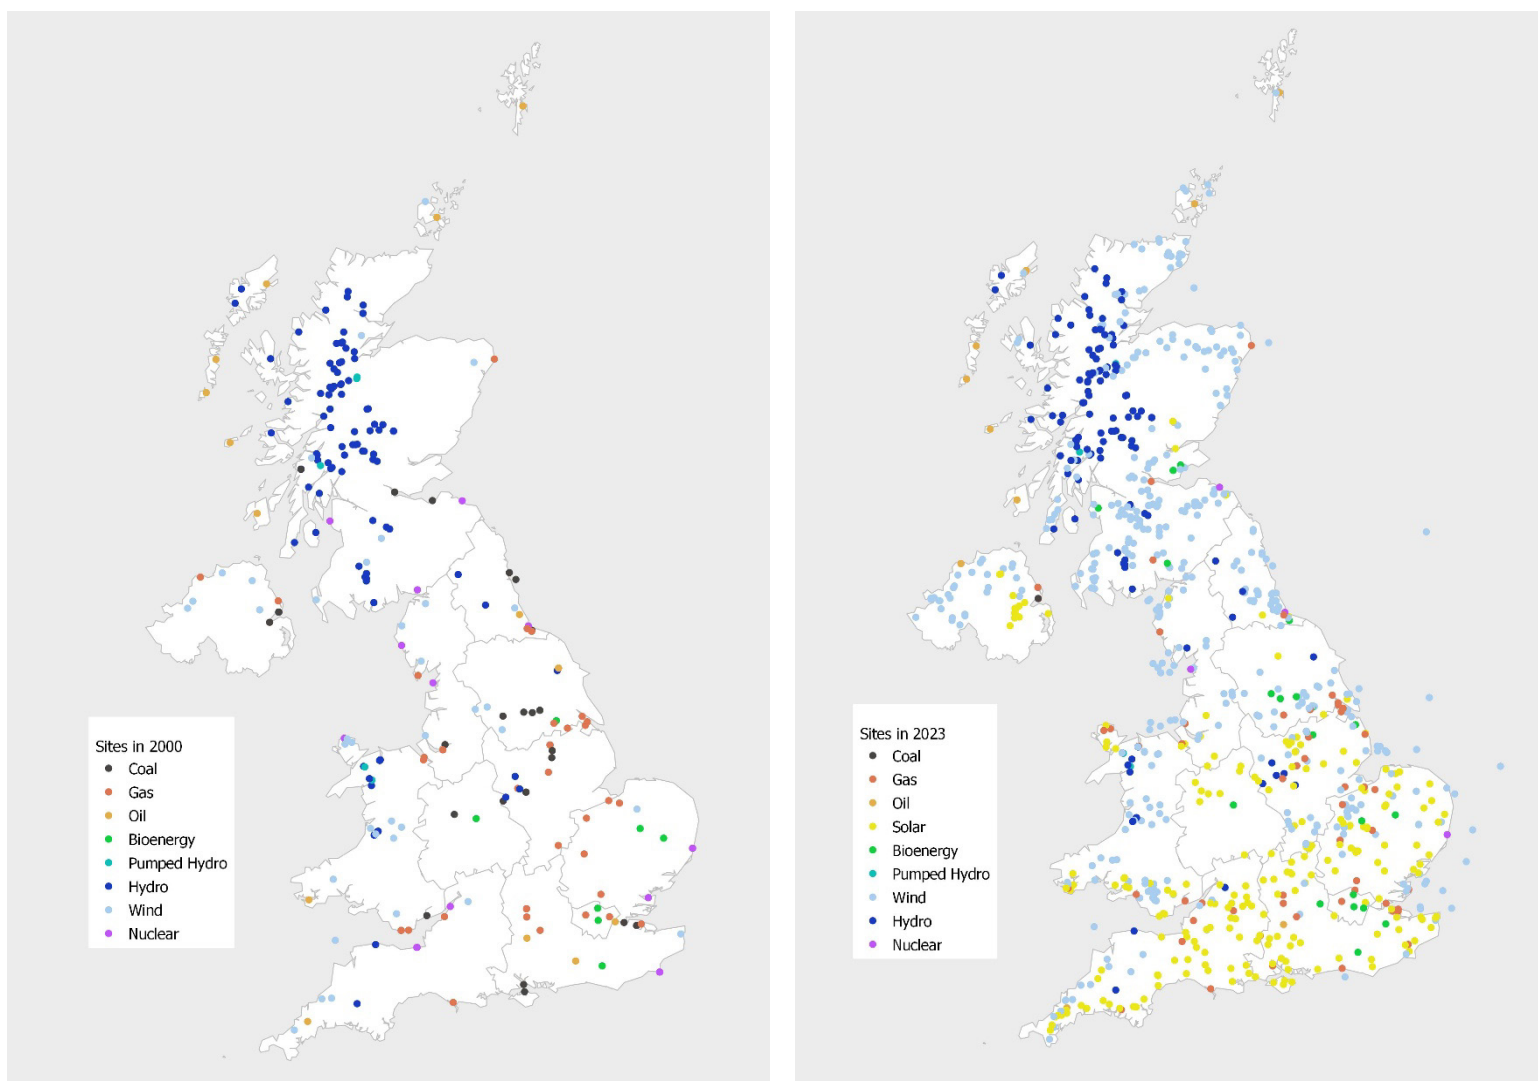 Sites in 2000
Coal
Gas
Oil
Bioenergy
Pumped Hydro
Hydro
Wind
Nuclear
Sites in 2023
Coal
Gas
Oil
Solar
Bioenergy
Pumped Hydro
Wind
Hydro
Nuclear